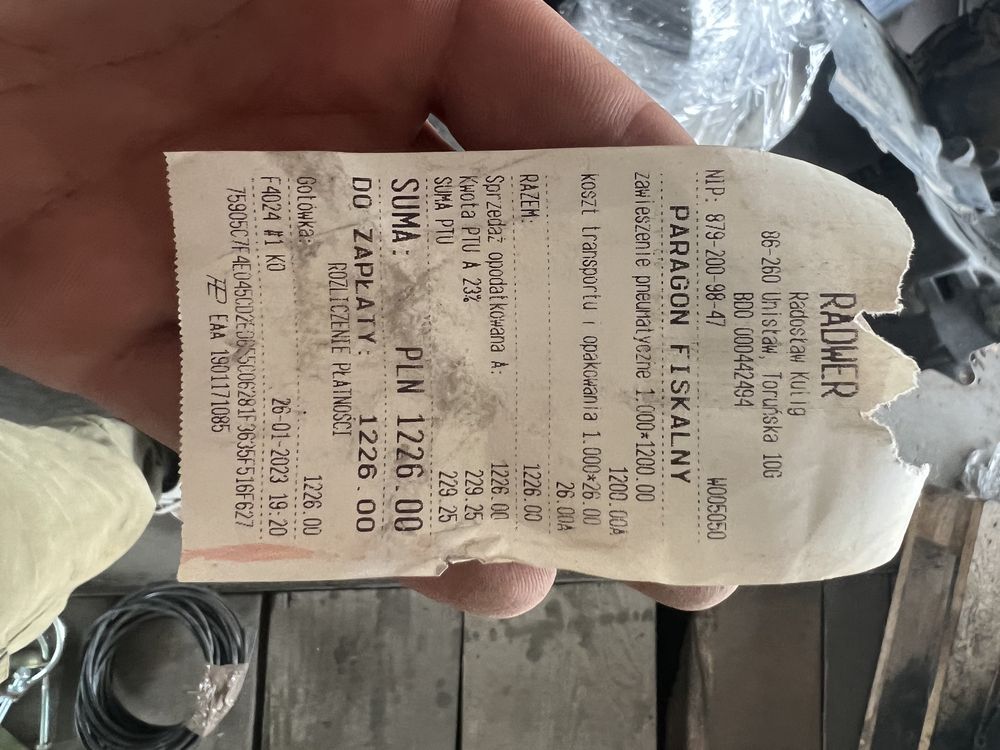 RADWER
Radosław Kulig
86-260 Unisław, Toruńska 10G
BDO 000442494
NIP: 879-200-98-47 W005050
PARAGON FISKALNY
zawieszenie pneumatyczne 1.000*1200.00
1200.00A
koszt transportu i opakowania 1.000*26.00
26.00A
RAZEM: 1226.00
Sprzedaż opodatkowana A: 1226.00
Kwota PTU A 23% 229.25
SUMA PTU 229.25
SUMA: PLN 1226.00
DO ZAPŁATY: 1226.00
ROZLICZENIE PŁATNOŚCI
Gotówka: 1226.00
F4024 #1 KO 26-01-2023 19:20
EAA 1901171085